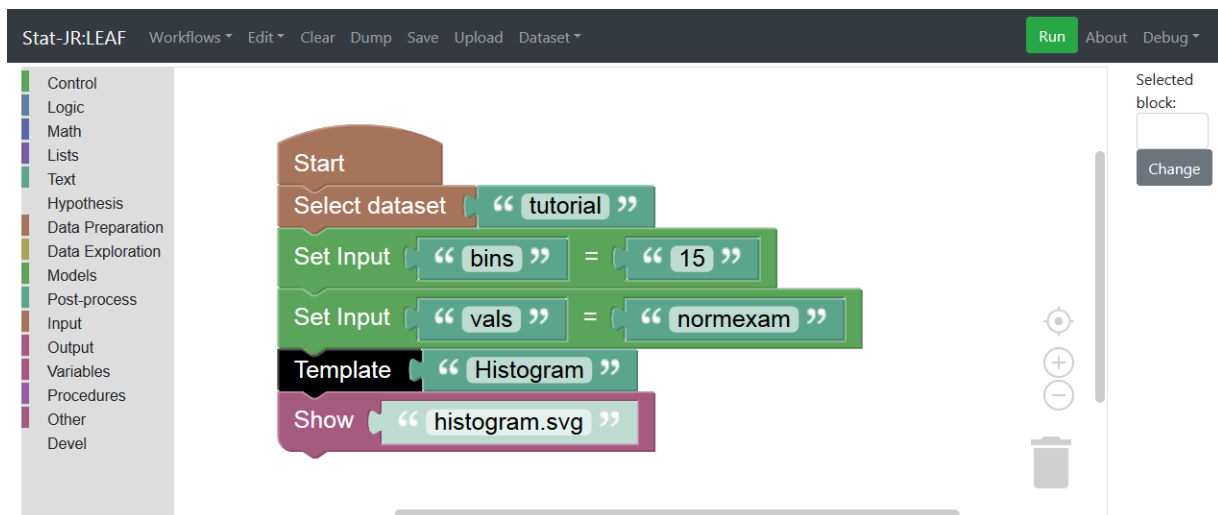 Stat-JR:LEAF Workflows Edit Clear Dump Save Upload Dataset Run About Debug
Control
Logic
Math
Lists
Text
Hypothesis
Data Preparation
Data Exploration
Models
Post-process
Input
Output
Variables
Procedures
Other
Devel
Start
Select dataset “ tutorial ”
Set Input “ bins ” = “ 15 ”
Set Input “ vals ” = “ normexam ”
Template “ Histogram ”
Show “ histogram.svg ”
Selected
block:
Change